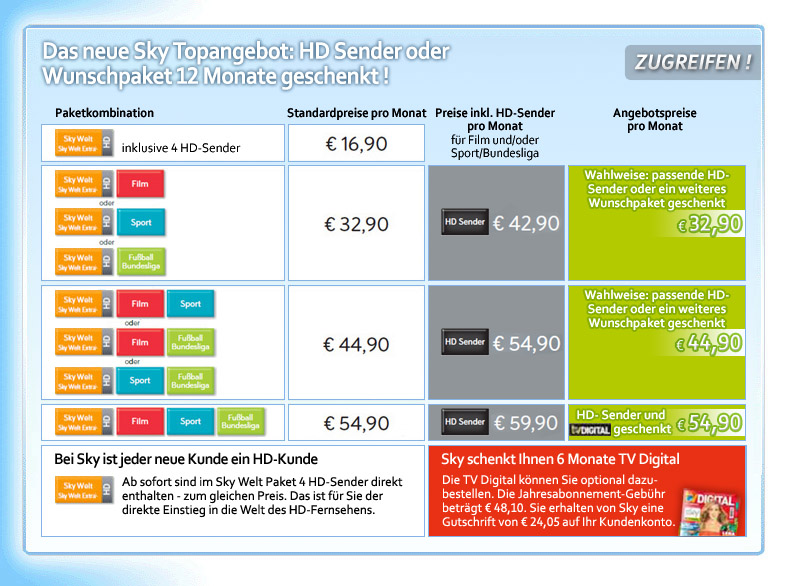 Das neue Sky Topangebot: HD Sender oder
Wunschpaket 12 Monate geschenkt !
ZUGREIFEN !
Paketkombination
Standardpreise pro Monat
Preise inkl. HD-Sender
pro Monat
für Film und/oder
Sport/Bundesliga
Angebotspreise
pro Monat
Sky Welt
Sky Welt Extra
HD
inklusive 4 HD-Sender
€ 16,90
Sky Welt
Sky Welt Extra
HD
Film
oder
Sky Welt
Sky Welt Extra
HD
Sport
oder
Sky Welt
Sky Welt Extra
HD
Fußball
Bundesliga
€ 32,90
HD Sender
€ 42,90
Wahlweise: passende HD-
Sender oder ein weiteres
Wunschpaket geschenkt
€ 32,90
Sky Welt
Sky Welt Extra
HD
Film
Sport
oder
Sky Welt
Sky Welt Extra
HD
Film
Fußball
Bundesliga
oder
Sky Welt
Sky Welt Extra
HD
Sport
Fußball
Bundesliga
€ 44,90
HD Sender
€ 54,90
Wahlweise: passende HD-
Sender oder ein weiteres
Wunschpaket geschenkt
€ 44,90
Sky Welt
Sky Welt Extra
HD
Film
Sport
Fußball
Bundesliga
€ 54,90
HD Sender
€ 59,90
HD- Sender und
tvDIGITAL geschenkt
€ 54,90
Bei Sky ist jeder neue Kunde ein HD-Kunde
Sky Welt
Sky Welt Extra
HD
Ab sofort sind im Sky Welt Paket 4 HD-Sender direkt
enthalten - zum gleichen Preis. Das ist für Sie der
direkte Einstieg in die Welt des HD-Fernsehens.
Sky schenkt Ihnen 6 Monate TV Digital
Die TV Digital können Sie optional dazu-
bestellen. Die Jahresabonnement-Gebühr
beträgt € 48,10. Sie erhalten von Sky eine
Gutschrift von € 24,05 auf Ihr Kundenkonto.
DIGITAL
sky